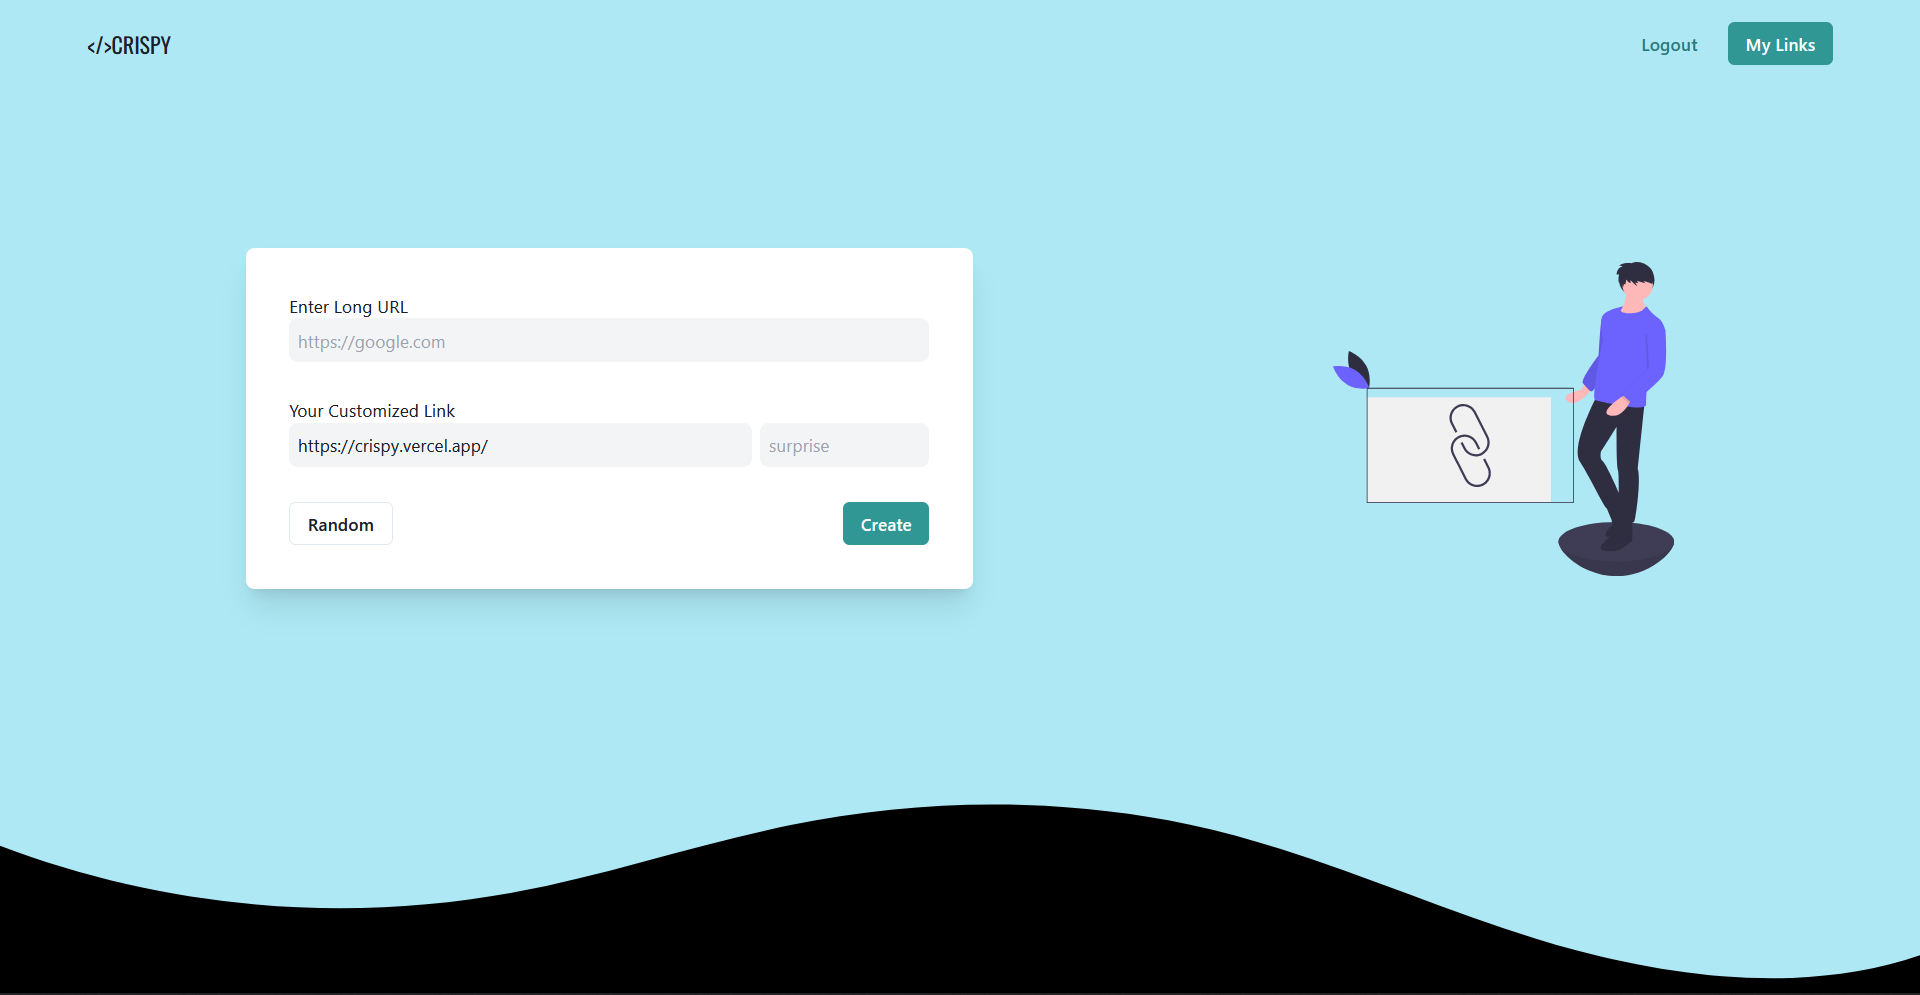 </>CRISPY
Logout
My Links
Enter Long URL
https://google.com
Your Customized Link
https://crispy.vercel.app/
surprise
Random
Create